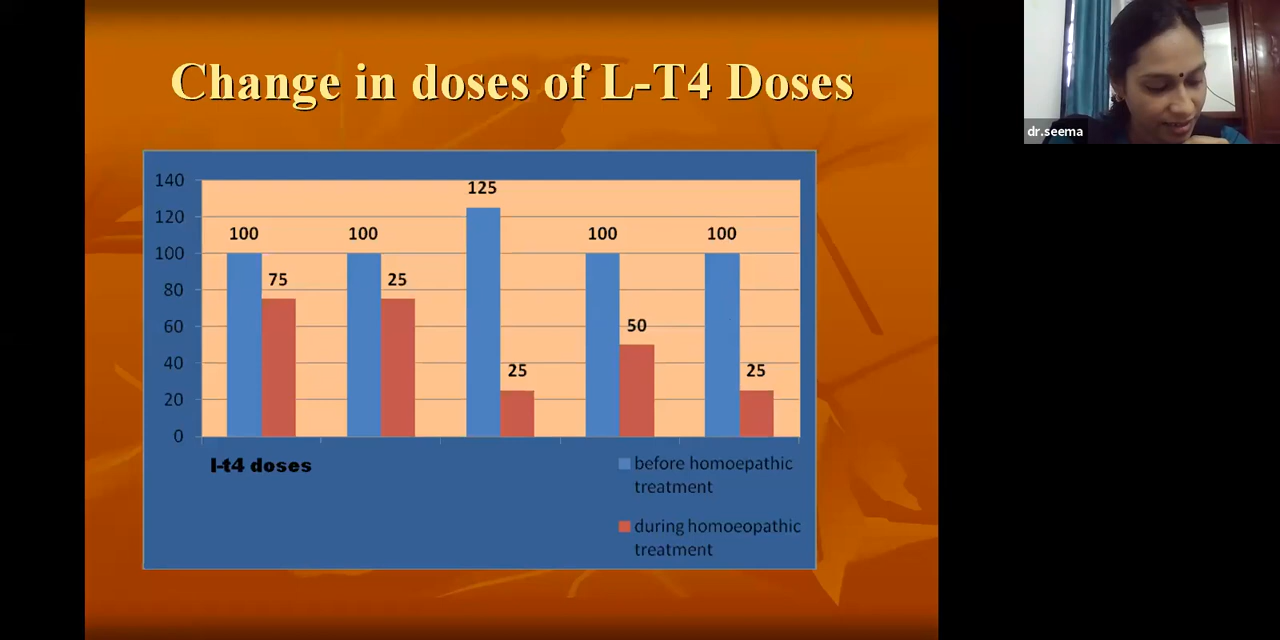 Change in doses of L-T4 Doses
dr.seema
140
120
100
80
60
40
20
0
100
75
100
25
125
25
100
50
100
25
l-t4 doses
before homoepathic
treatment
during homoeopathic
treatment